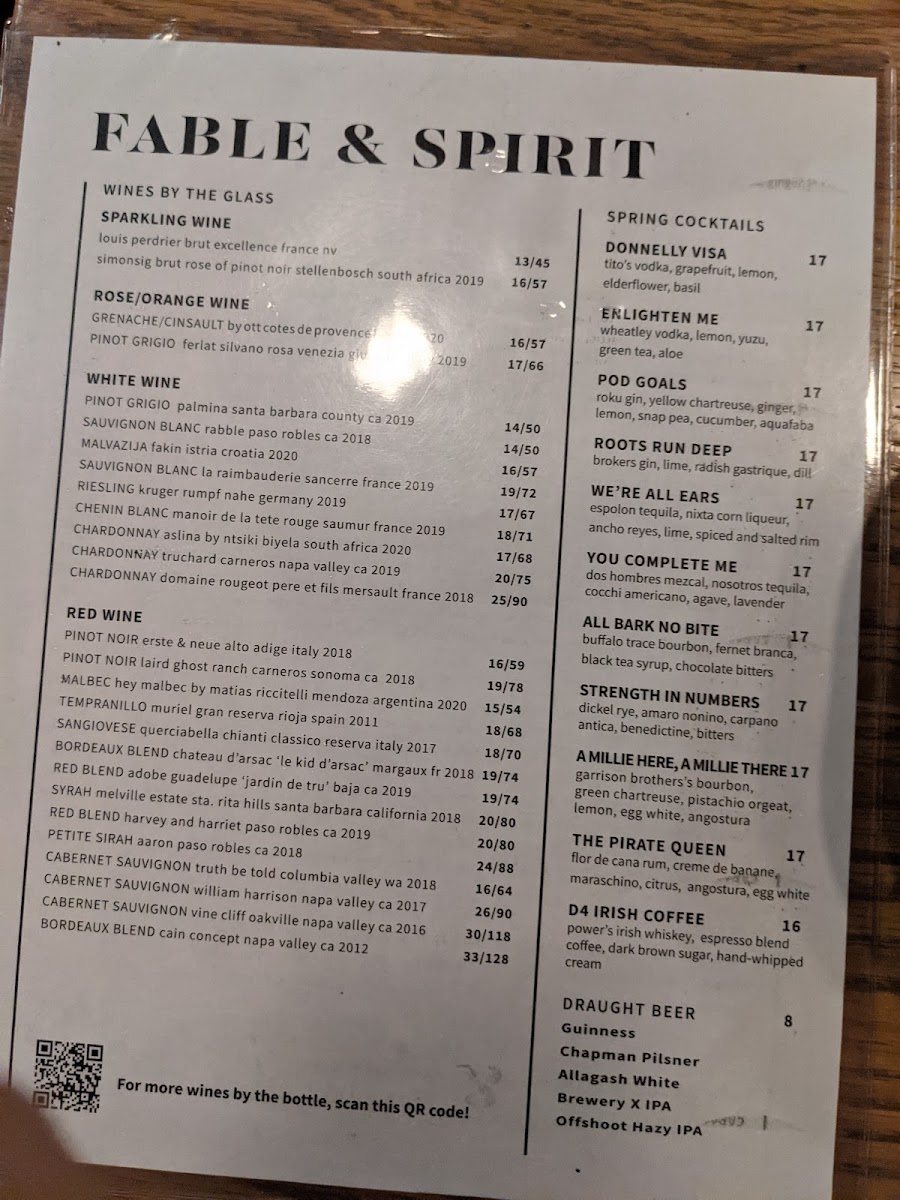 FABLE & SPIRIT
WINES BY THE GLASS
SPARKLING WINE
louis perdrier brut excellence france nv 13/45
simonsig brut rose of pinot noir stellenbosch south africa 2019 16/57
ROSE/ORANGE WINE
GRENACHE/CINSAULT by ott cotes de provence 20 16/57
PINOT GRIGIO ferlat silvano rosa venezia 2019 17/66
WHITE WINE
PINOT GRIGIO palmina santa barbara county ca 2019 14/50
SAUVIGNON BLANC rabble paso robles ca 2018 14/50
MALVAZIJA fakin istria croatia 2020 16/57
SAUVIGNON BLANC la raimbauderie sancerre france 2019 19/72
RIESLING kruger rumpf nahe germany 2019 17/67
CHENIN BLANC manoir de la tete rouge saumur france 2019 18/71
CHARDONNAY aslina by ntsiki biyela south africa 2020 17/68
CHARDONNAY truchard carneros napa valley ca 2019 20/75
CHARDONNAY domaine rougeot pere et fils mersault france 2018 25/90
RED WINE
PINOT NOIR erste & neue alto adige italy 2018 16/59
PINOT NOIR laird ghost ranch carneros sonoma ca 2018 19/78
MALBEC hey malbec by matias riccitelli mendoza argentina 2020 15/54
TEMPRANILLO muriel gran reserva rioja spain 2011 18/68
SANGIOVESE querciabella chianti classico reserva italy 2017 18/70
BORDEAUX BLEND chateau d'arsac 'le kid d'arsac' margaux fr 2018 19/74
RED BLEND adobe guadelupe 'jardin de tru' baja ca 2019 19/74
SYRAH melville estate sta. rita hills santa barbara california 2018 20/80
RED BLEND harvey and harriet paso robles ca 2019 20/80
PETITE SIRAH aaron paso robles ca 2018 24/88
CABERNET SAUVIGNON truth be told columbia valley wa 2018 16/64
CABERNET SAUVIGNON william harrison napa valley ca 2017 26/90
CABERNET SAUVIGNON vine cliff oakville napa valley ca 2016 30/118
BORDEAUX BLEND cain concept napa valley ca 2012 33/128
For more wines by the bottle, scan this QR code!
SPRING COCKTAILS
DONNELLY VISA 17
tito's vodka, grapefruit, lemon,
elderflower, basil
ENLIGHTEN ME 17
wheatley vodka, lemon, yuzu,
green tea, aloe
POD GOALS 17
roku gin, yellow chartreuse, ginger,
lemon, snap pea, cucumber, aquafaba
ROOTS RUN DEEP 17
brokers gin, lime, radish gastrique, dill
WE'RE ALL EARS 17
espolon tequila, nixta corn liqueur,
ancho reyes, lime, spiced and salted rim
YOU COMPLETE ME 17
dos hombres mezcal, nosotros tequila,
cocchi americano, agave, lavender
ALL BARK NO BITE 17
buffalo trace bourbon, fernet branca,
black tea syrup, chocolate bitters
STRENGTH IN NUMBERS 17
dickel rye, amaro nonino, carpano
antica, benedictine, bitters
A MILLIE HERE, A MILLIE THERE 17
garrison brothers's bourbon,
green chartreuse, pistachio orgeat,
lemon, egg white, angostura
THE PIRATE QUEEN 17
flor de cana rum, creme de banane,
maraschino, citrus, angostura, egg white
D4 IRISH COFFEE 16
power's irish whiskey, espresso blend
coffee, dark brown sugar, hand-whipped
cream
DRAUGHT BEER 8
Guinness
Chapman Pilsner
Allagash White
Brewery X IPA
Offshoot Hazy IPA